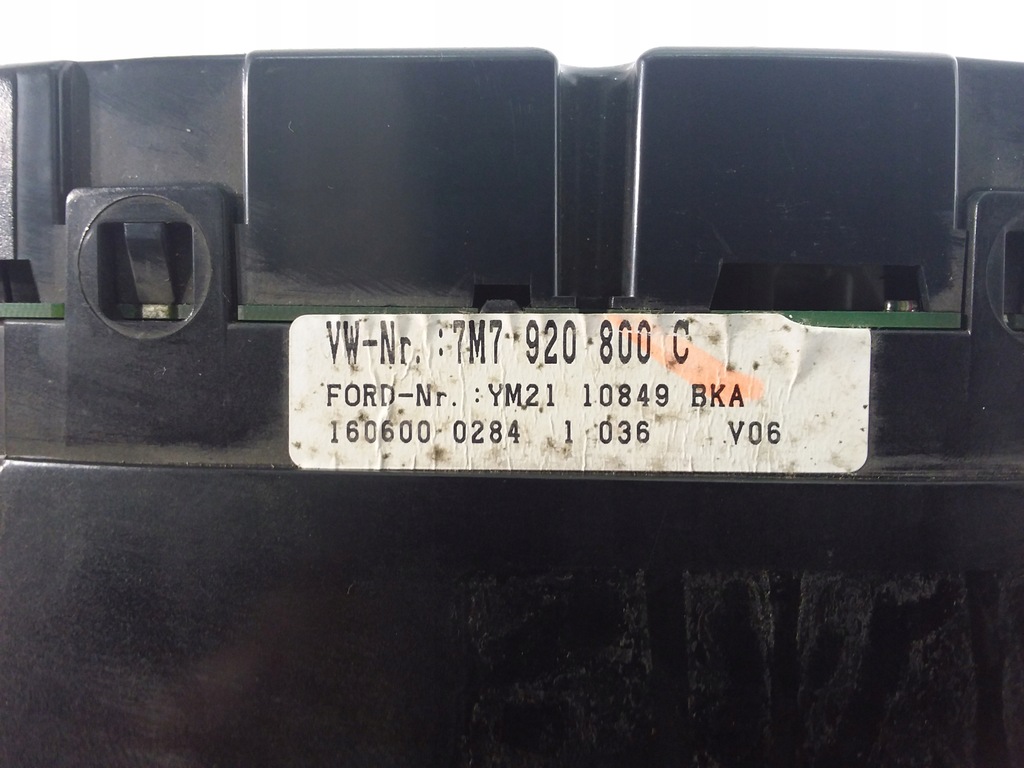 VW-Nr.:7M7 920 800 C
FORD-Nr.:YM21 10849 BKA
160600 0284 1 036 V06